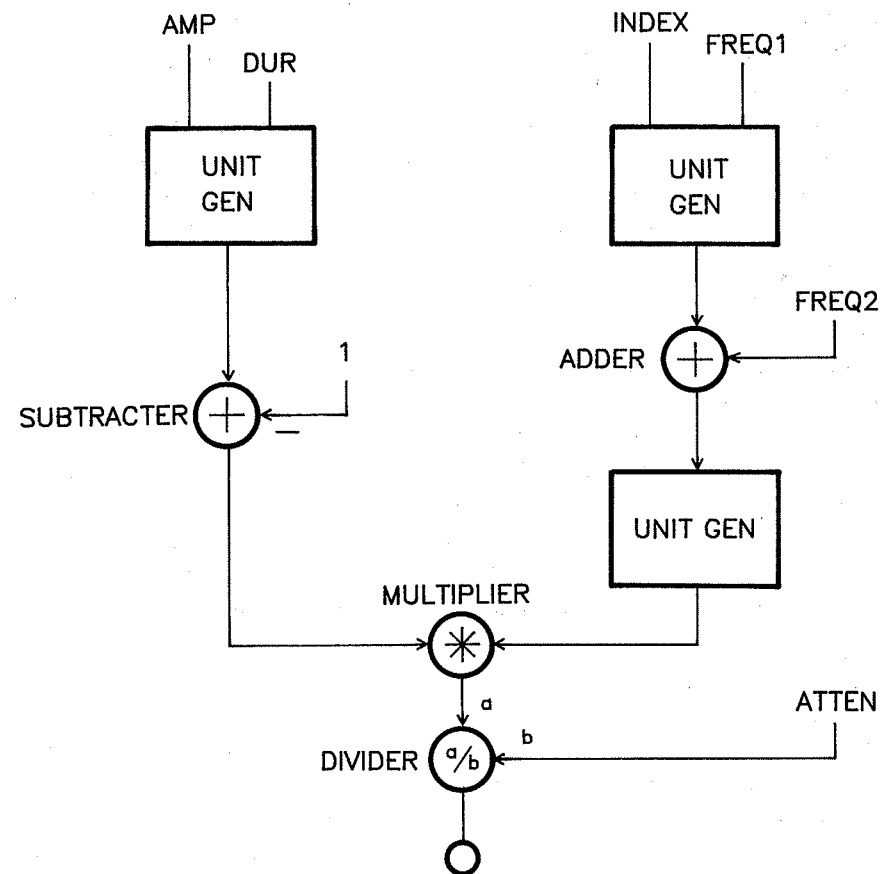 AMP
DUR
INDEX
FREQ1
UNIT
GEN
UNIT
GEN
FREQ2
1
ADDER
+
SUBTRACTER
+
−
UNIT GEN
MULTIPLIER
*
a
ATTEN
b
DIVIDER
a/b